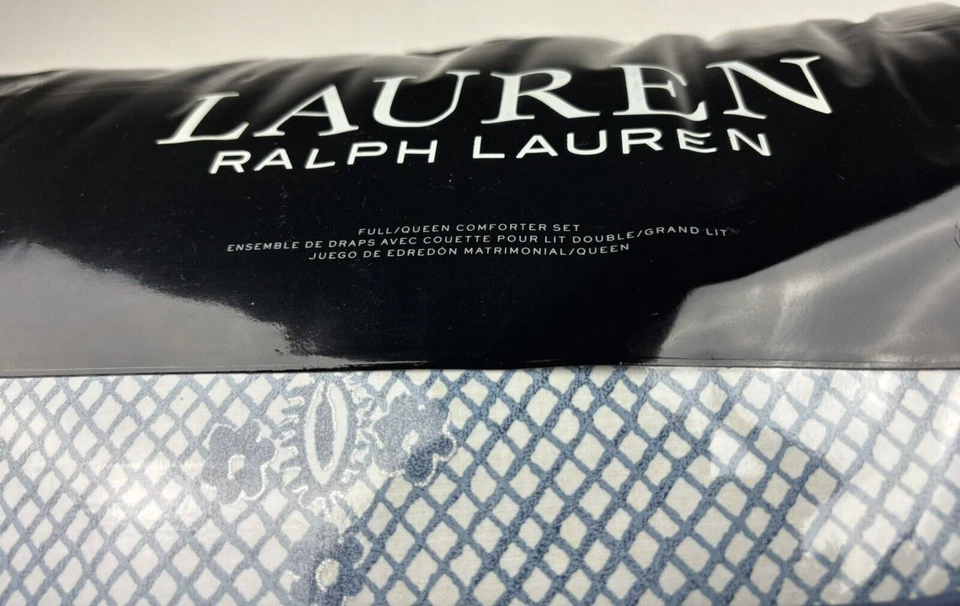 LAUREN
RALPH LAUREN
FULL/QUEEN COMFORTER SET
ENSEMBLE DE DRAPS AVEC COUETTE POUR LIT DOUBLE/GRAND LIT
JUEGO DE EDREDÓN MATRIMONIAL/QUEEN